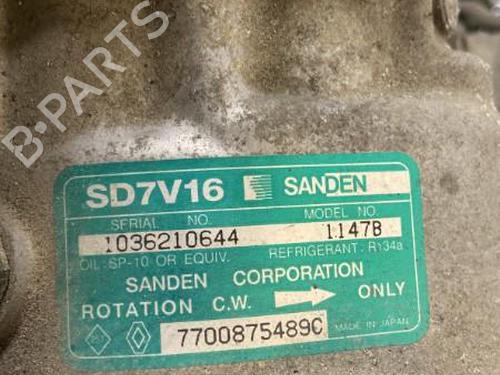 B-PARTS
SD7V16 SANDEN
SERIAL NO. MODEL NO.
1036210644 1147B
OIL: SP-10 OR EQUIV. REFRIGERANT: R134a
SANDEN CORPORATION
ROTATION C.W. → ONLY
7700875489C MADE IN JAPAN